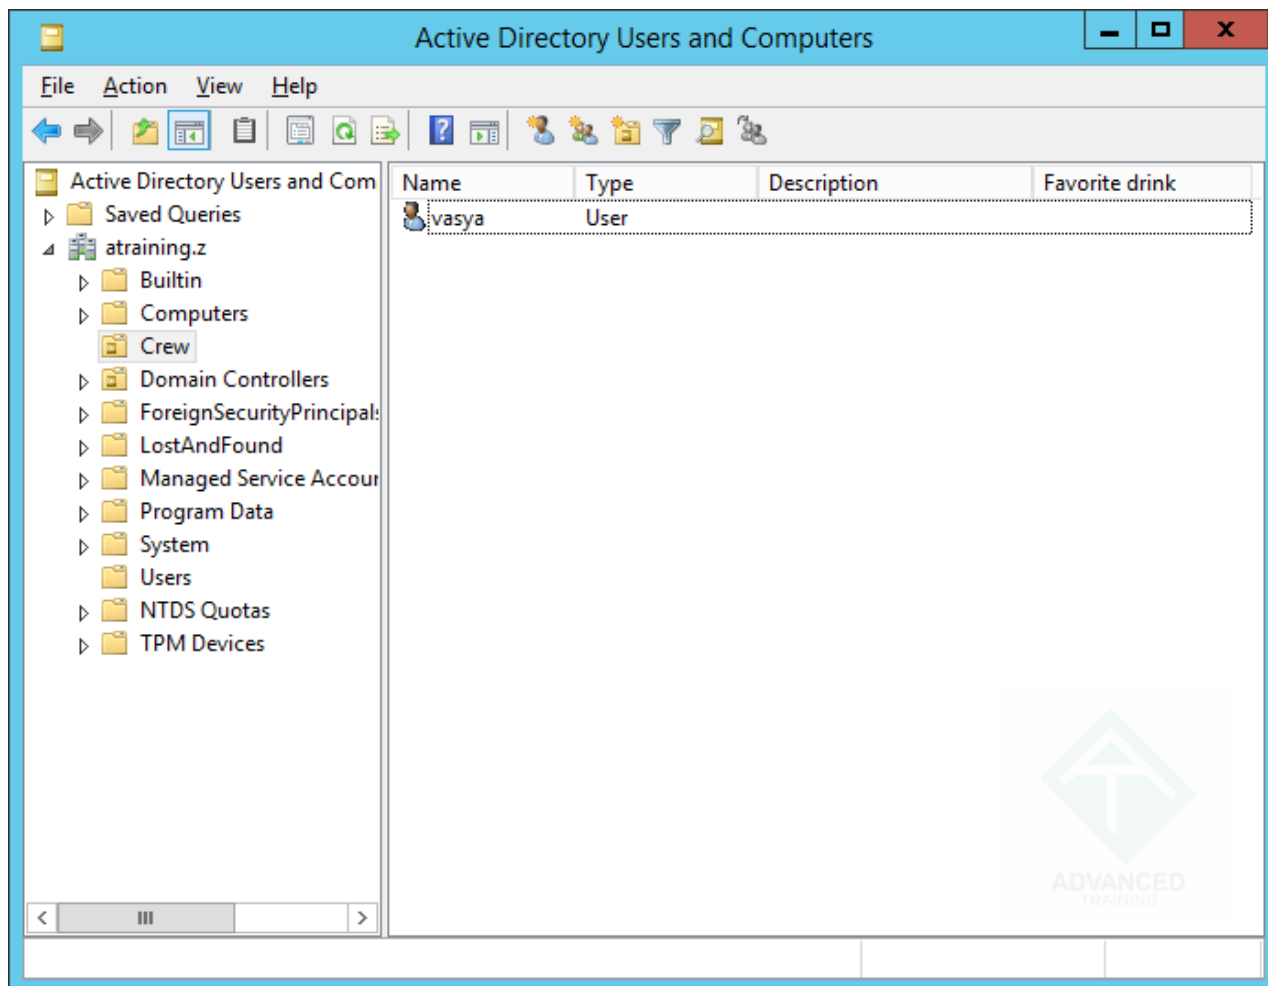 Active Directory Users and Computers
File Action View Help
Active Directory Users and Com
Name Type Description Favorite drink
Saved Queries
vasya User
atraining.z
Builtin
Computers
Crew
Domain Controllers
ForeignSecurityPrincipals
LostAndFound
Managed Service Accour
Program Data
System
Users
NTDS Quotas
TPM Devices
ADVANCED
TRAINING